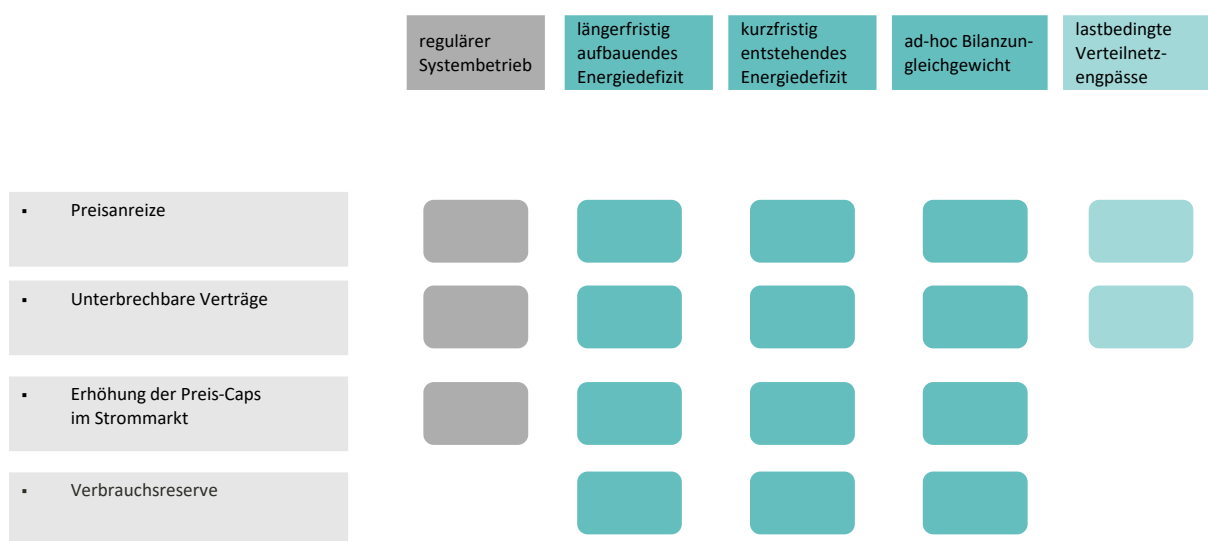 regulärer
Systembetrieb
längerfristig
aufbauendes
Energiedefizit
kurzfristig
entstehendes
Energiedefizit
ad-hoc Bilanzun-
gleichgewicht
lastbedingte
Verteilnetz-
engpässe
▪ Preisanreize
▪ Unterbrechbare Verträge
▪ Erhöhung der Preis-Caps
im Strommarkt
▪ Verbrauchsreserve